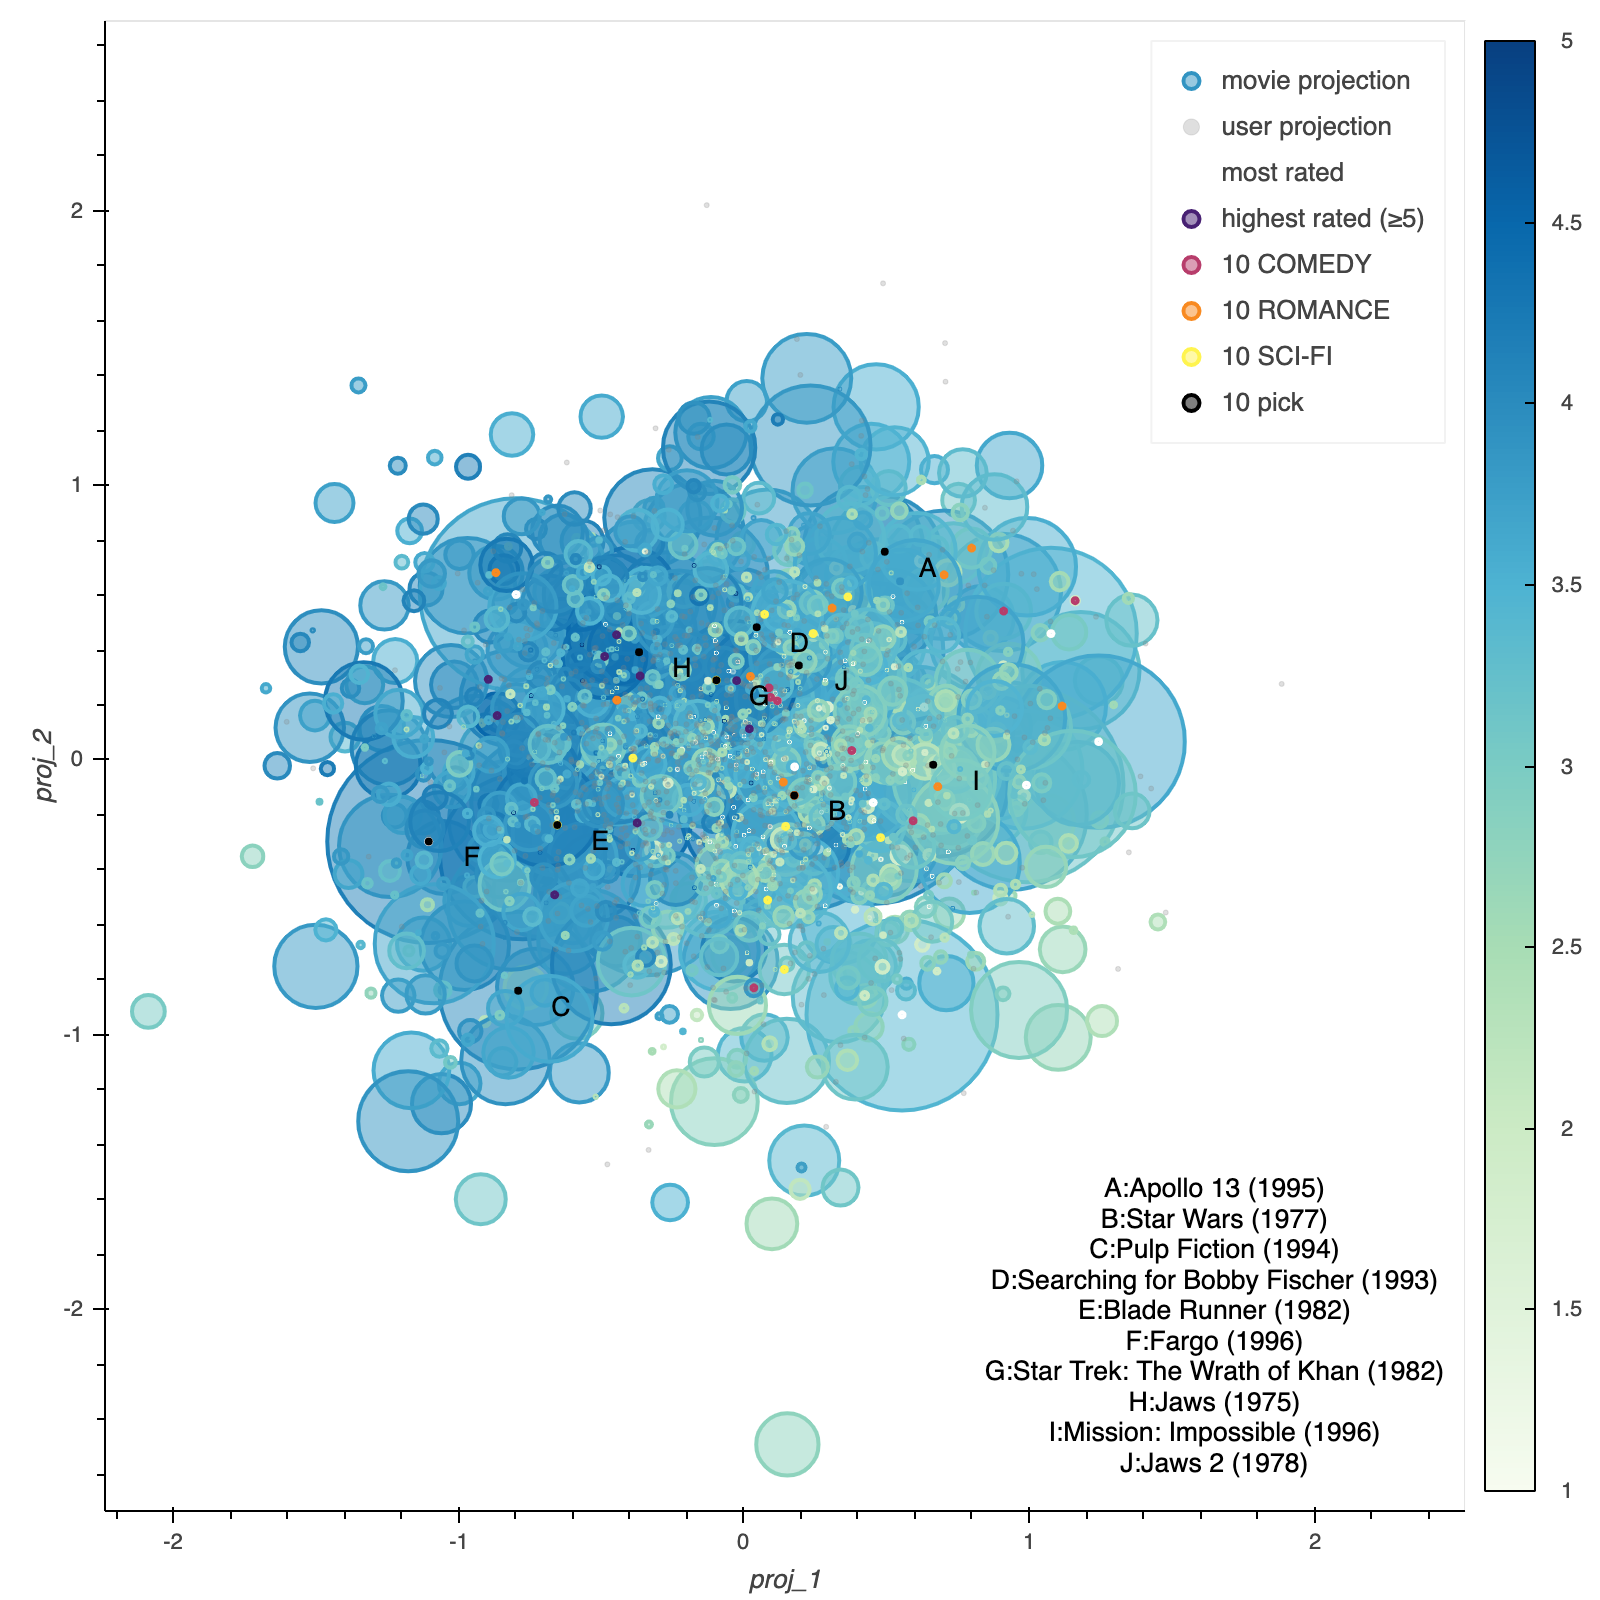 movie projection
user projection
most rated
highest rated (≥5)
10 COMEDY
10 ROMANCE
10 SCI-FI
10 pick
5
4.5
4
3.5
3
2.5
2
1.5
1
2
1
0
-1
-2
proj_2
A
D
H
J
G
I
B
E
F
C
A:Apollo 13 (1995)
B:Star Wars (1977)
C:Pulp Fiction (1994)
D:Searching for Bobby Fischer (1993)
E:Blade Runner (1982)
F:Fargo (1996)
G:Star Trek: The Wrath of Khan (1982)
H:Jaws (1975)
I:Mission: Impossible (1996)
J:Jaws 2 (1978)
-2 -1 0 1 2
proj_1